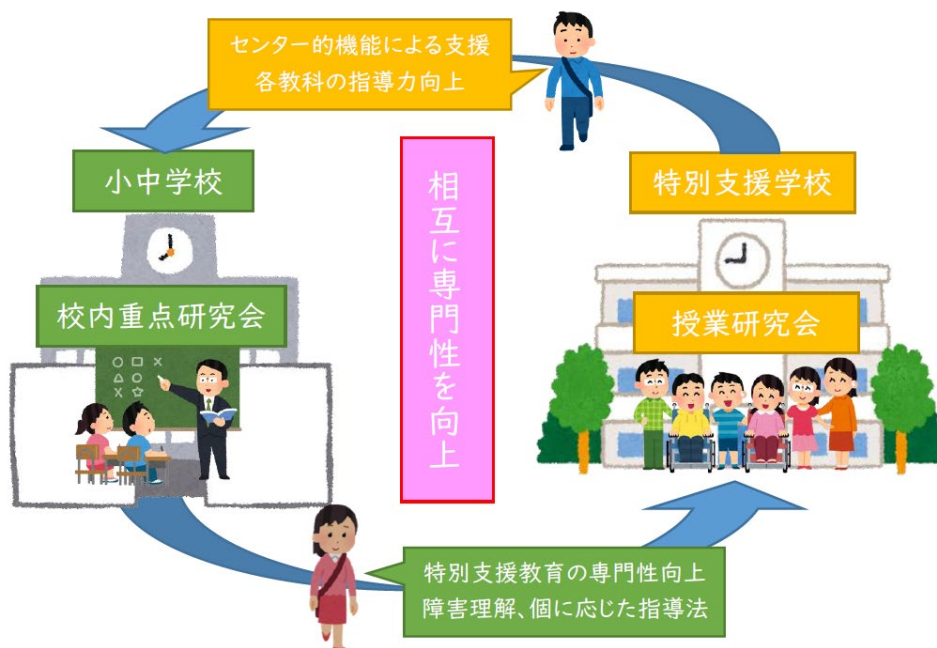 センター的機能による支援
各教科の指導力向上
小中学校
特別支援学校
相互に専門性を向上
校内重点研究会
授業研究会
特別支援教育の専門性向上
障害理解、個に応じた指導法